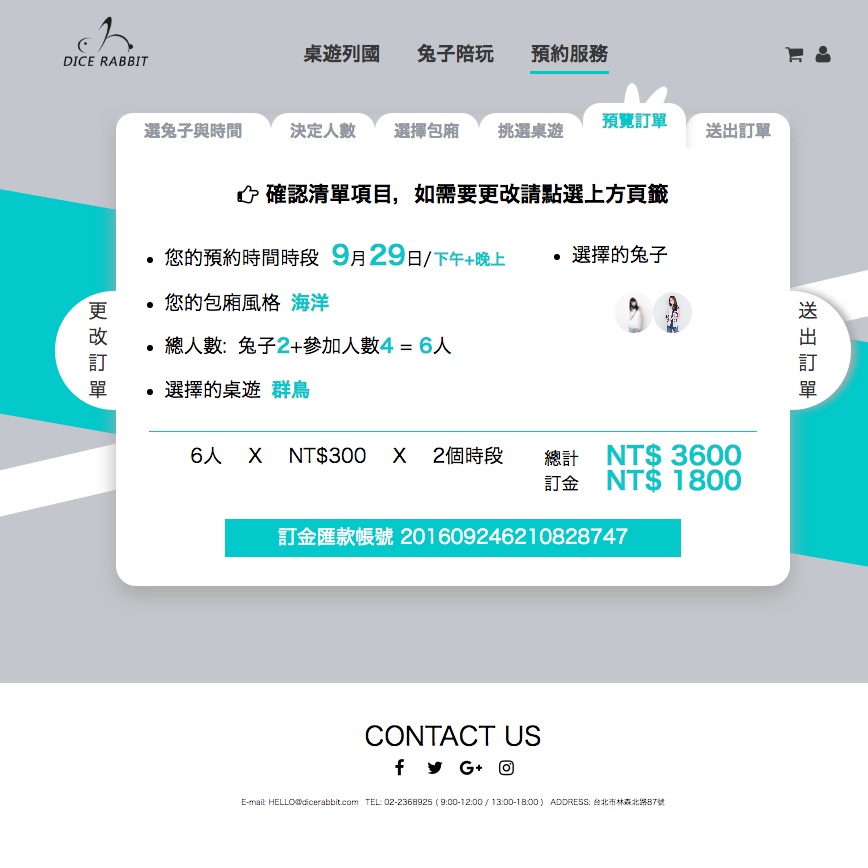 DICE RABBIT
桌遊列國 兔子陪玩 預約服務
選兔子與時間 決定人數 選擇包廂 挑選桌遊 預覽訂單 送出訂單
確認清單項目，如需要更改請點選上方頁籤
您的預約時間時段 9月29日/下午+晚上
選擇的兔子
您的包廂風格 海洋
總人數: 兔子2+參加人數4 = 6人
選擇的桌遊 群鳥
更改訂單
送出訂單
6人 X NT$300 X 2個時段
總計 NT$ 3600
訂金 NT$ 1800
訂金匯款帳號 201609246210828747
CONTACT US
E-mail: HELLO@dicerabbit.com TEL: 02-2368925 ( 9:00-12:00 / 13:00-18:00 ) ADDRESS: 台北市林森北路87號